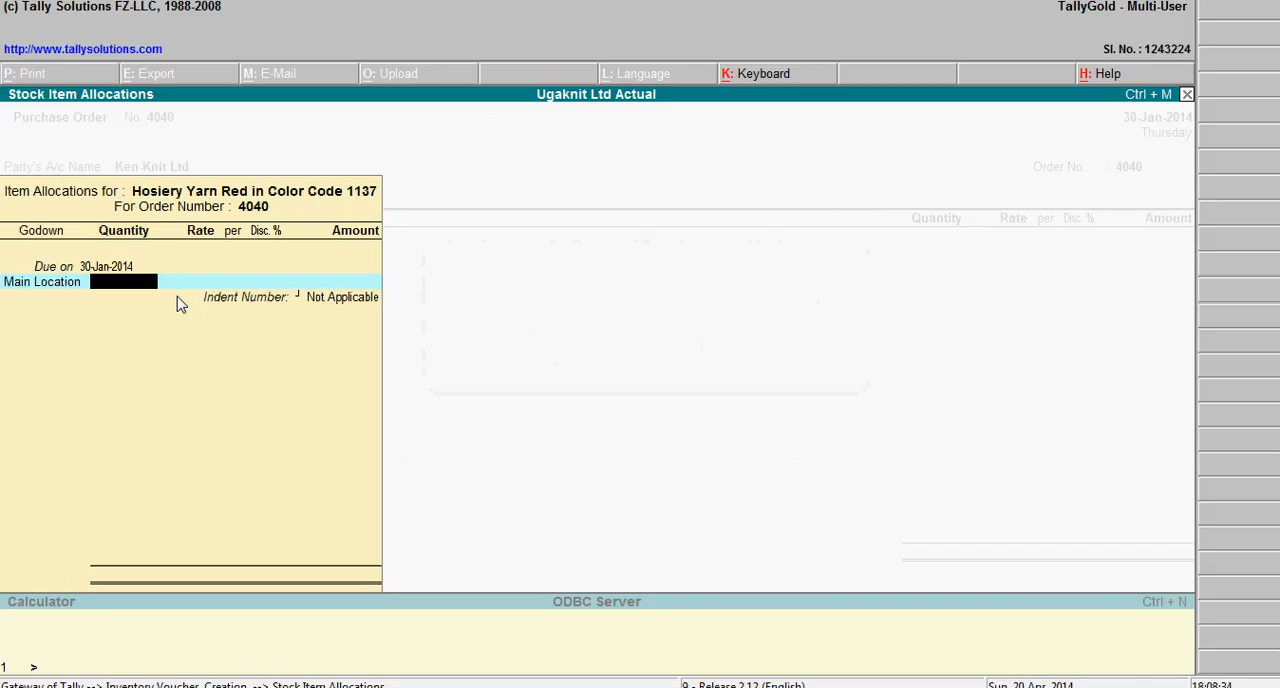 (c) Tally Solutions FZ-LLC, 1988-2008
TallyGold - Multi-User
http://www.tallysolutions.com
Sl. No. : 1243224
P: Print
E: Export
M: E-Mail
O: Upload
L: Language
K: Keyboard
H: Help
Stock Item Allocations
Ugaknit Ltd Actual
Ctrl + M
Purchase Order No. 4040
30-Jan-2014
Thursday
Party's A/c Name Ken-Knit Ltd
Order No. 4040
Item Allocations for : Hosiery Yarn Red in Color Code 1137
For Order Number : 4040
Quantity Rate per Disc. % Amount
Godown Quantity Rate per Disc. % Amount
Due on 30-Jan-2014
Main Location
Indent Number: ┘ Not Applicable
Calculator
ODBC Server
Ctrl + N
1 >
Gateway of Tally --> Inventory Voucher Creation --> Stock Item Allocations
9 - Release 2.12 (English)
Sun, 20 Apr, 2014
18:08:34